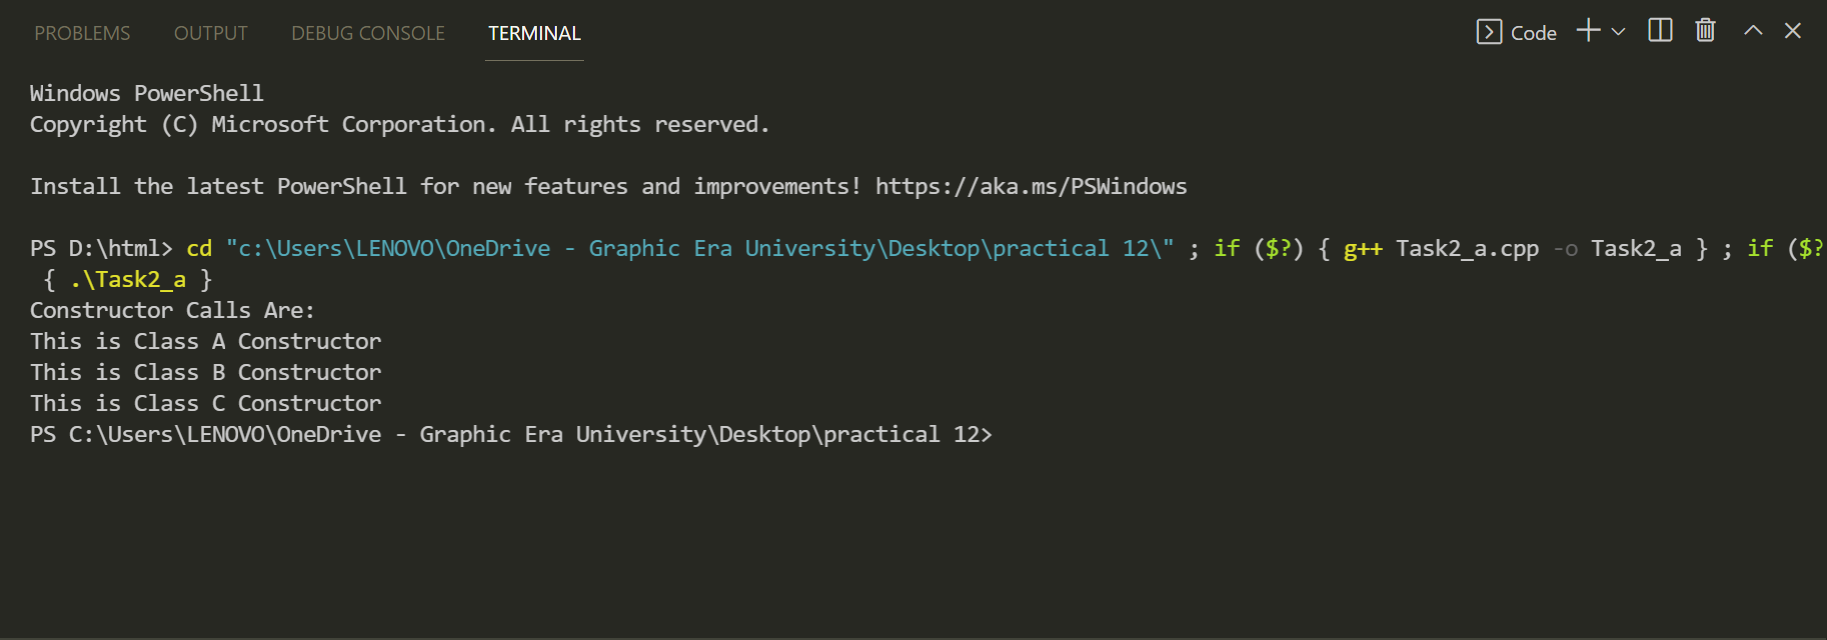 PROBLEMS OUTPUT DEBUG CONSOLE TERMINAL Code
Windows PowerShell
Copyright (C) Microsoft Corporation. All rights reserved.
Install the latest PowerShell for new features and improvements! https://aka.ms/PSWindows
PS D:\html> cd "c:\Users\LENOVO\OneDrive - Graphic Era University\Desktop\practical 12\" ; if ($?) { g++ Task2_a.cpp -o Task2_a } ; if ($?
{ .\Task2_a }
Constructor Calls Are:
This is Class A Constructor
This is Class B Constructor
This is Class C Constructor
PS C:\Users\LENOVO\OneDrive - Graphic Era University\Desktop\practical 12>